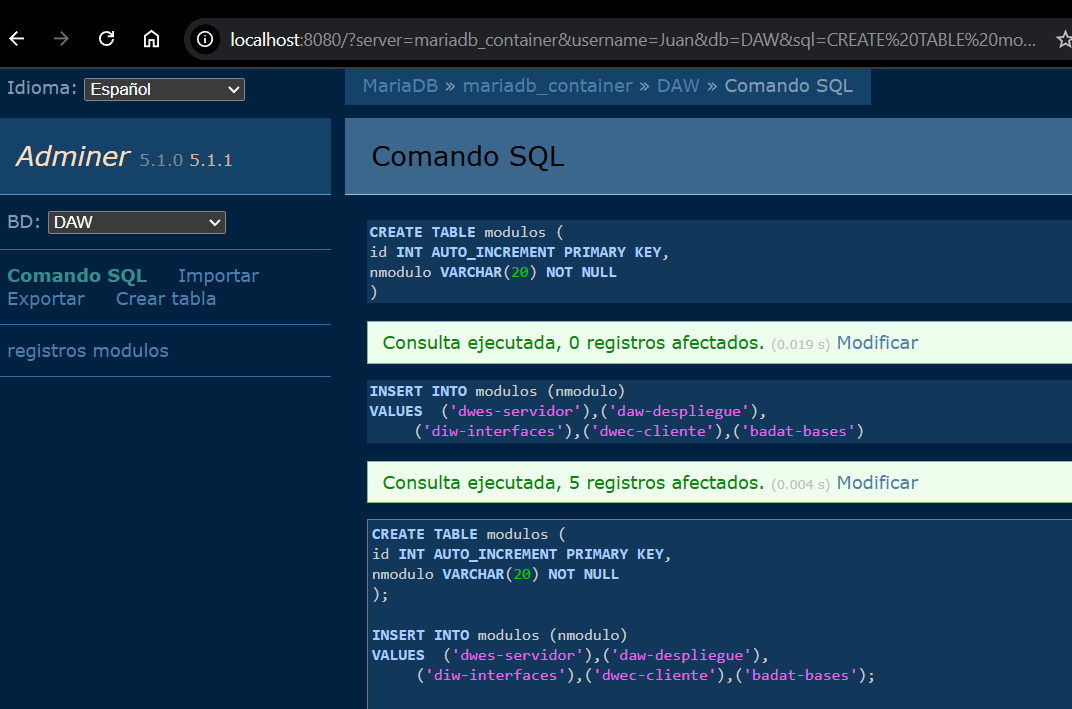 localhost:8080/?server=mariadb_container&username=Juan&db=DAW&sql=CREATE%20TABLE%20mo...
Idioma: Español
MariaDB » mariadb_container » DAW » Comando SQL
Adminer 5.1.0 5.1.1
Comando SQL
BD: DAW
Comando SQL Importar
Exportar Crear tabla
registros modulos
CREATE TABLE modulos (
id INT AUTO_INCREMENT PRIMARY KEY,
nmodulo VARCHAR(20) NOT NULL
)
Consulta ejecutada, 0 registros afectados. (0.019 s) Modificar
INSERT INTO modulos (nmodulo)
VALUES ('dwes-servidor'),('daw-despliegue'),
('diw-interfaces'),('dwec-cliente'),('badat-bases')
Consulta ejecutada, 5 registros afectados. (0.004 s) Modificar
CREATE TABLE modulos (
id INT AUTO_INCREMENT PRIMARY KEY,
nmodulo VARCHAR(20) NOT NULL
);
INSERT INTO modulos (nmodulo)
VALUES ('dwes-servidor'),('daw-despliegue'),
('diw-interfaces'),('dwec-cliente'),('badat-bases');